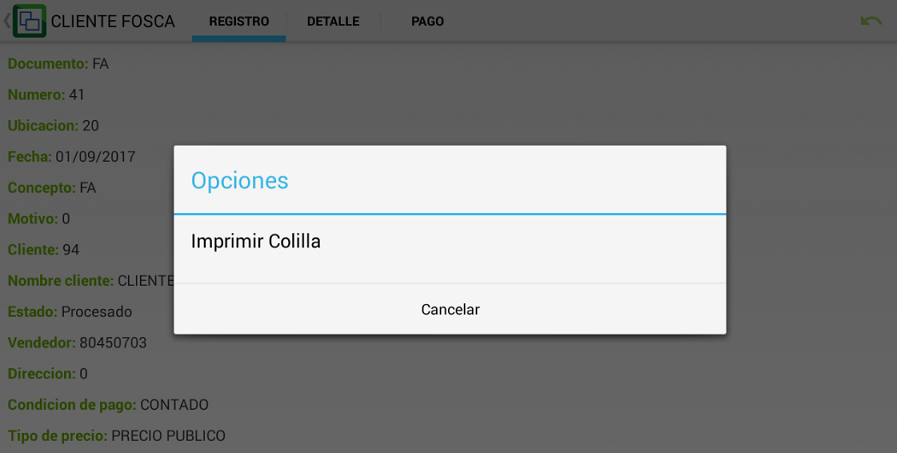 CLIENTE FOSCA REGISTRO DETALLE PAGO
Documento: FA
Numero: 41
Ubicacion: 20
Fecha: 01/09/2017
Concepto: FA
Motivo: 0
Cliente: 94
Nombre cliente: CLIENTE
Estado: Procesado
Vendedor: 80450703
Direccion: 0
Condicion de pago: CONTADO
Tipo de precio: PRECIO PUBLICO
Opciones
Imprimir Colilla
Cancelar